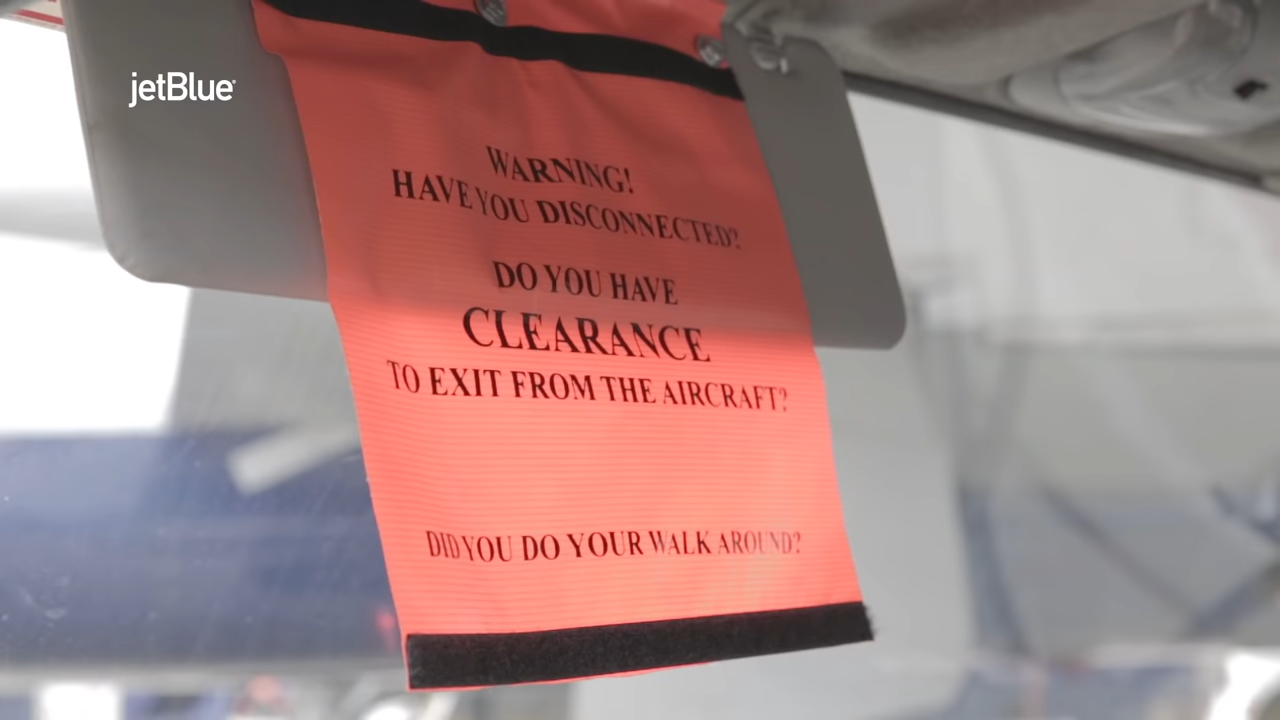 jetBlue
WARNING!
HAVE YOU DISCONNECTED?
DO YOU HAVE
CLEARANCE
TO EXIT FROM THE AIRCRAFT?
DID YOU DO YOUR WALK AROUND?